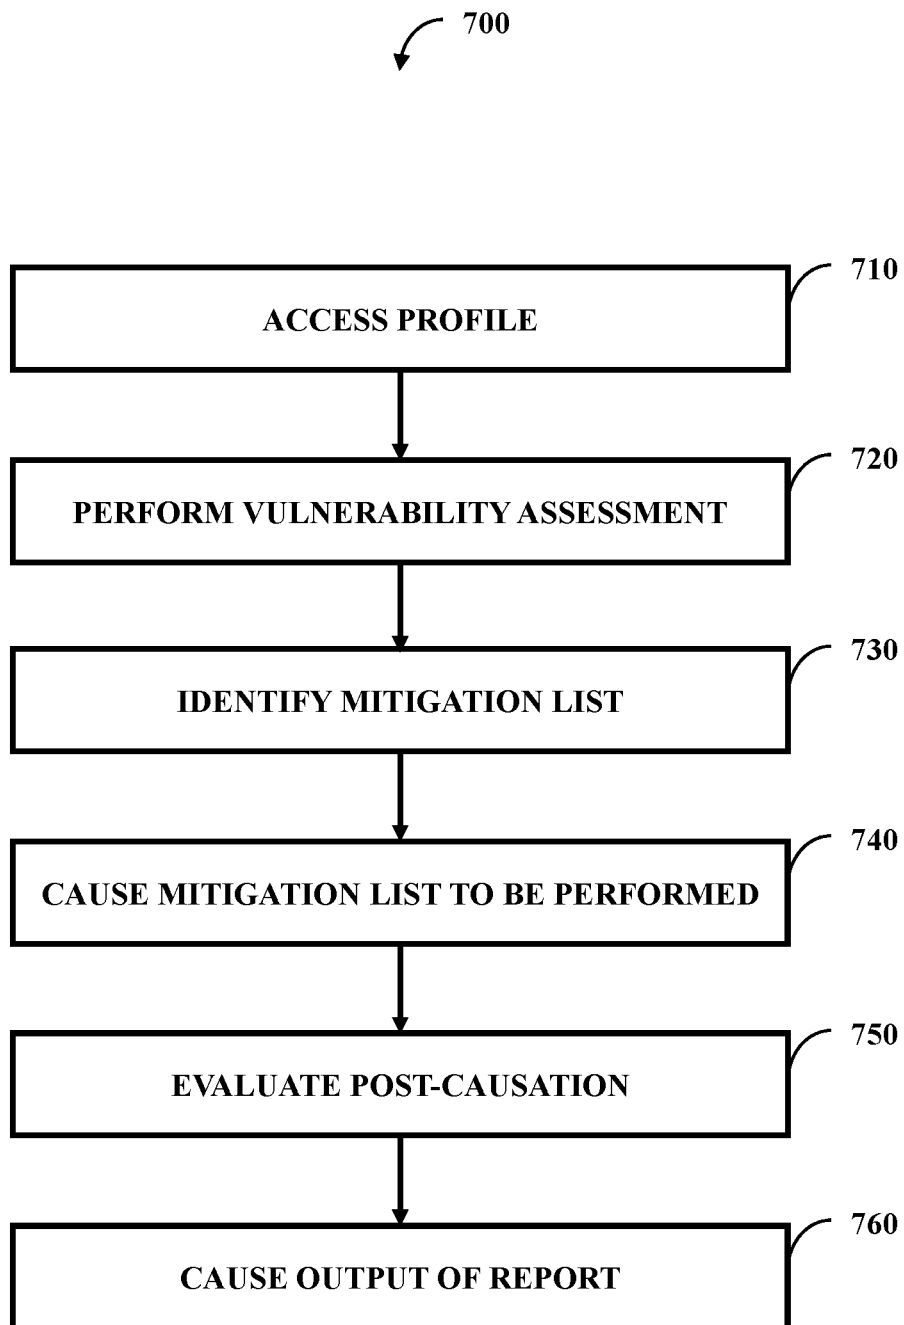 700
710
ACCESS PROFILE
720
PERFORM VULNERABILITY ASSESSMENT
730
IDENTIFY MITIGATION LIST
740
CAUSE MITIGATION LIST TO BE PERFORMED
750
EVALUATE POST-CAUSATION
760
CAUSE OUTPUT OF REPORT